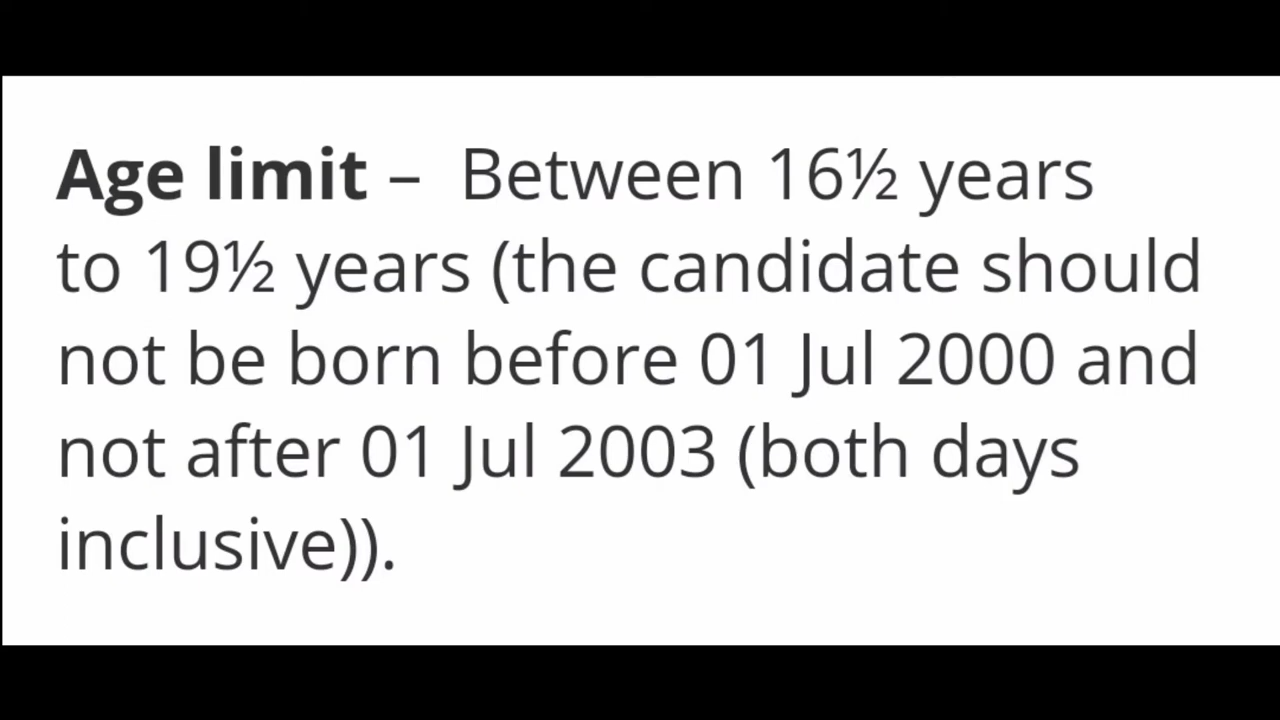 Age limit – Between 16½ years
to 19½ years (the candidate should
not be born before 01 Jul 2000 and
not after 01 Jul 2003 (both days
inclusive)).